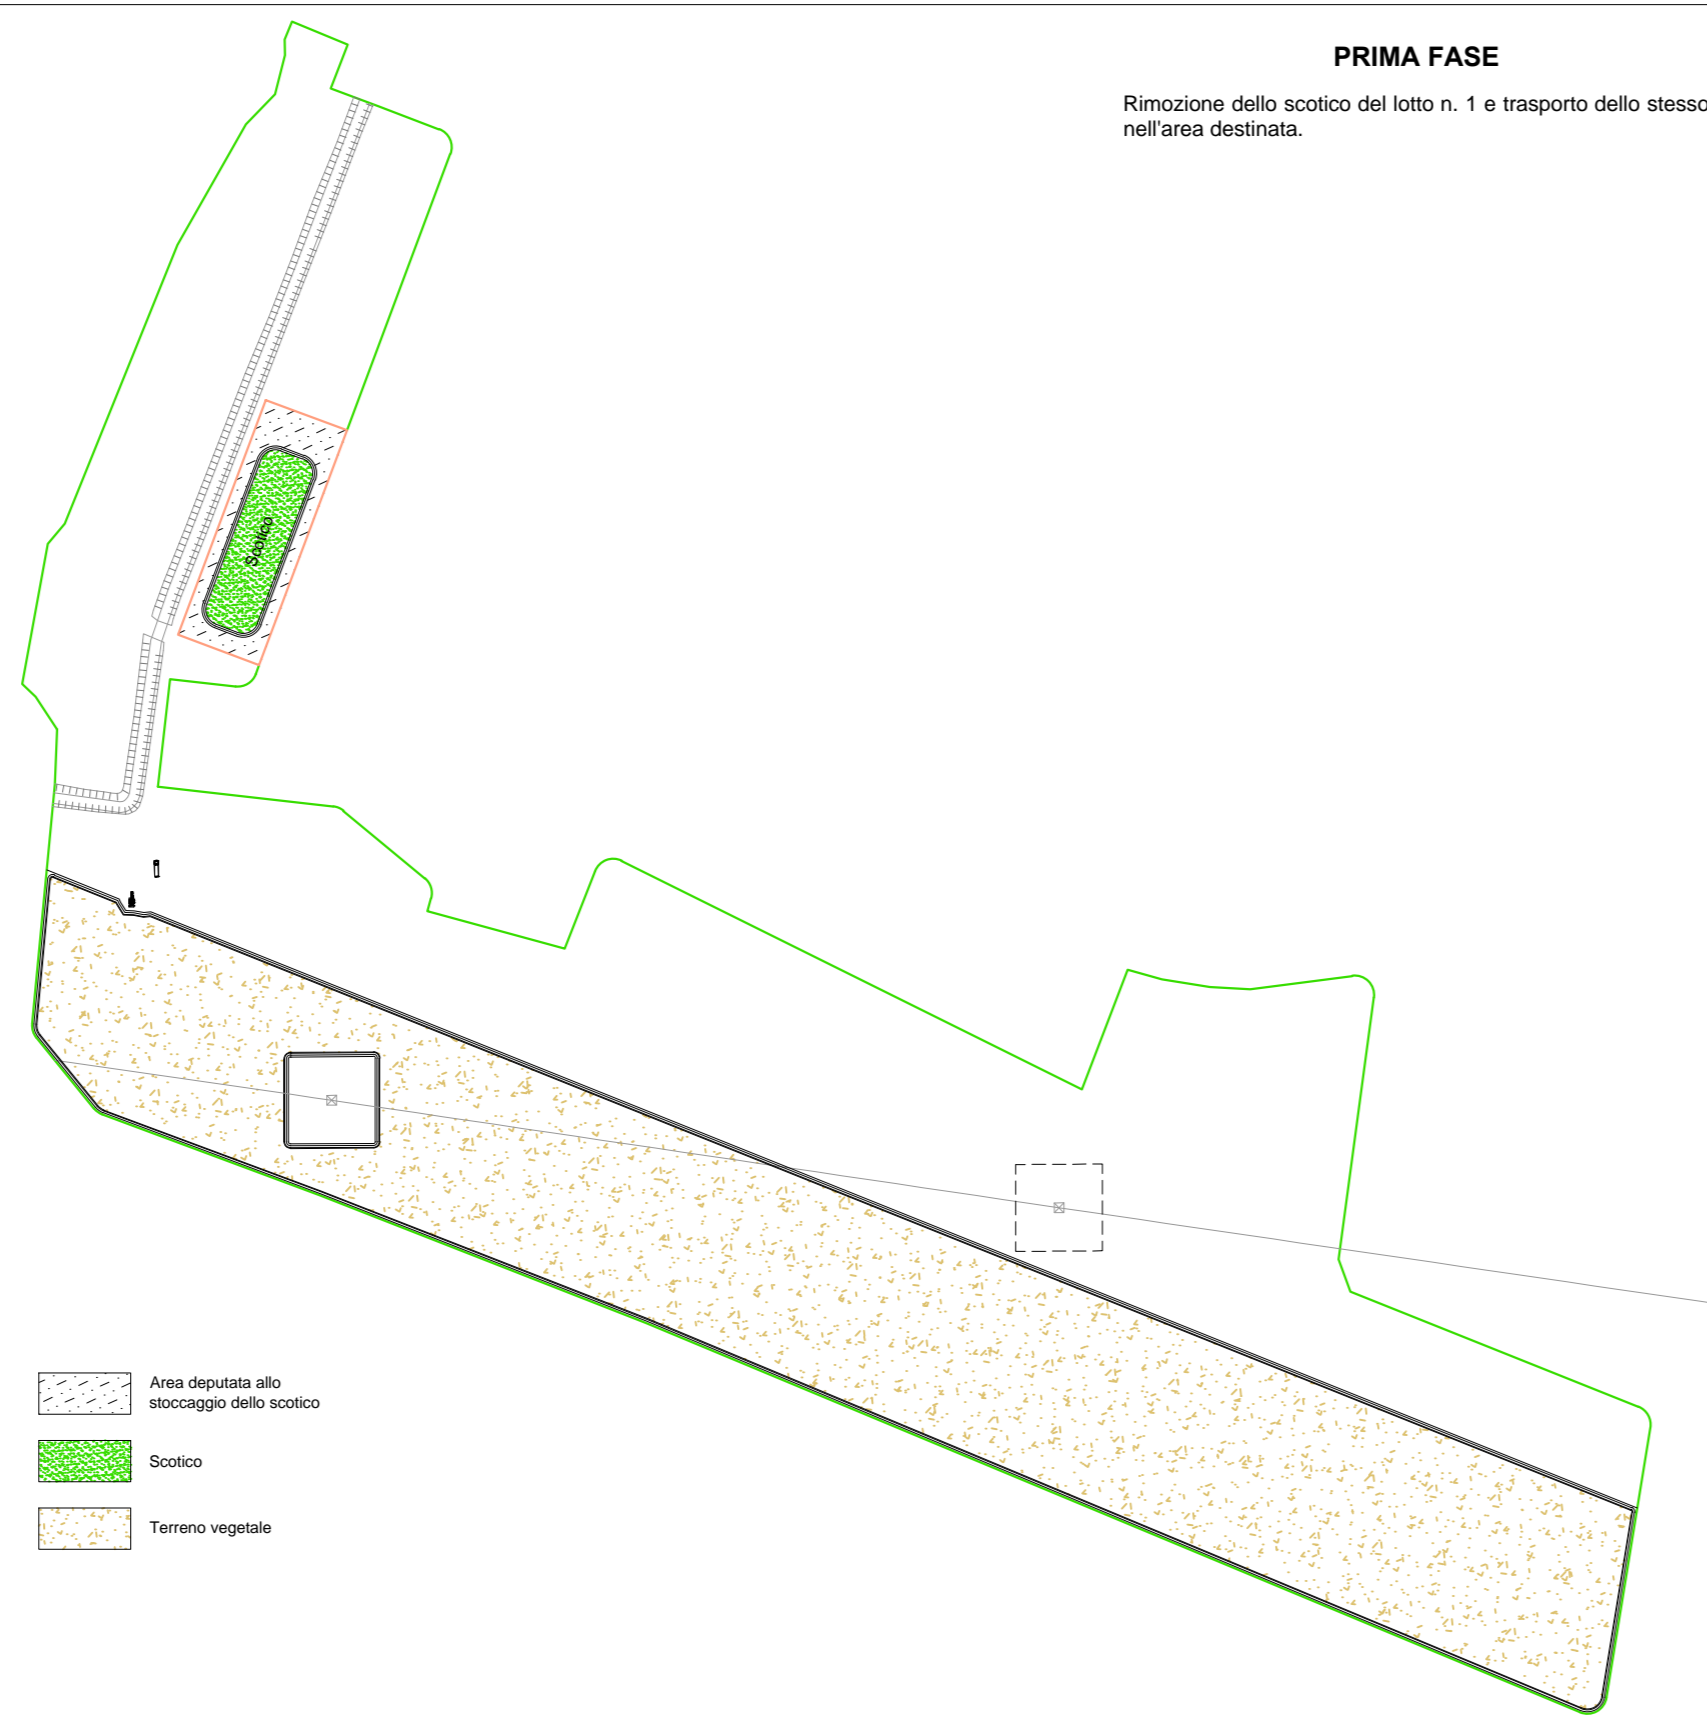 PRIMA FASE
Rimozione dello scotico del lotto n. 1 e trasporto dello stesso
nell'area destinata.
Scotico
Area deputata allo
stoccaggio dello scotico
Scotico
Terreno vegetale